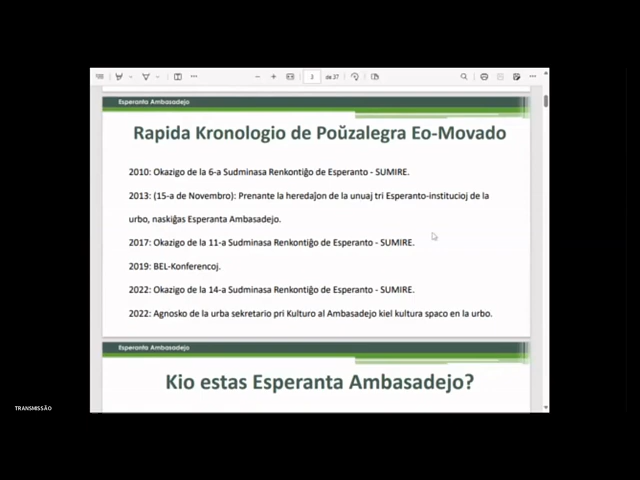 3 de 37
Esperanto Ambasadejo
Rapida Kronologio de Poŭzalegra Eo-Movado
2010: Okazigo de la 6-a Sudminasa Renkontiĝo de Esperanto - SUMIRE.
2013: (15-a de Novembro): Prenante la heredaĵon de la unuaj tri Esperanto-institucioj de la
urbo, naskiĝas Esperanta Ambasadejo.
2017: Okazigo de la 11-a Sudminasa Renkontiĝo de Esperanto - SUMIRE.
2019: BEL-Konferencoj.
2022: Okazigo de la 14-a Sudminasa Renkontiĝo de Esperanto - SUMIRE.
2022: Agnosko de la urba sekretario pri Kulturo al Ambasadejo kiel kultura spaco en la urbo.
Esperanto Ambasadejo
Kio estas Esperanta Ambasadejo?
TRANSMISSÃO